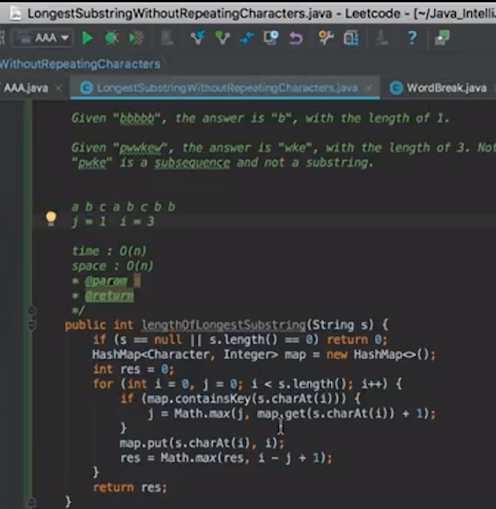 LongestSubstringWithoutRepeatingCharacters.java - Leetcode - [~/Java_Intelli
AAA
WithoutRepeatingCharacters
AAA.java
LongestSubstringWithoutRepeatingCharacters.java
WordBreak.java
Given "bbbbb", the answer is "b", with the length of 1.
Given "pwwkew", the answer is "wke", with the length of 3. Not
"pwke" is a subsequence and not a substring.
a b c a b c b b
j = 1 i = 3
time : O(n)
space : O(n)
* @param s
* @return
*/
public int lengthOfLongestSubstring(String s) {
if (s == null || s.length() == 0) return 0;
HashMap<Character, Integer> map = new HashMap<>();
int res = 0;
for (int i = 0, j = 0; i < s.length; i++) {
if (map.containsKey(s.charAt(i))) {
j = Math.max(j, map.get(s.charAt(i)) + 1);
}
map.put(s.charAt(i), i);
res = Math.max(res, i - j + 1);
}
return res;
}